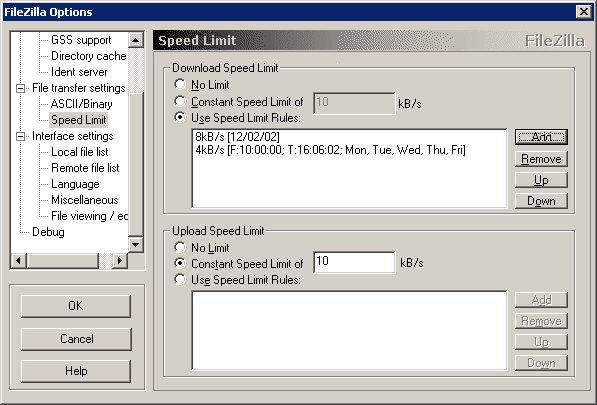 FileZilla Options
GSS support
Directory cache
Ident server
File transfer settings
ASCII/Binary
Speed Limit
Interface settings
Local file list
Remote file list
Language
Miscellaneous
File viewing / ec
Debug
OK
Cancel
Help
Speed Limit
FileZilla
Download Speed Limit
No Limit
Constant Speed Limit of 10 kB/s
Use Speed Limit Rules:
8kB/s [12/02/02]
4kB/s [F:10:00:00; T:16:06:02; Mon, Tue, Wed, Thu, Fri]
Add
Remove
Up
Down
Upload Speed Limit
No Limit
Constant Speed Limit of 10 kB/s
Use Speed Limit Rules:
Add
Remove
Up
Down